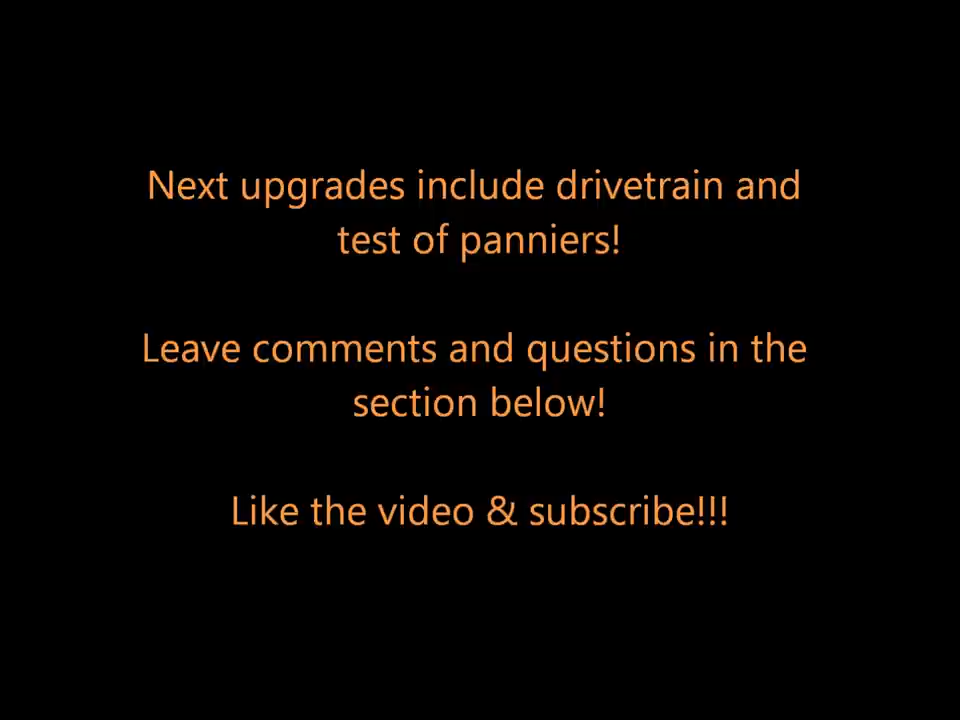 Next upgrades include drivetrain and
test of panniers!
Leave comments and questions in the
section below!
Like the video & subscribe!!!